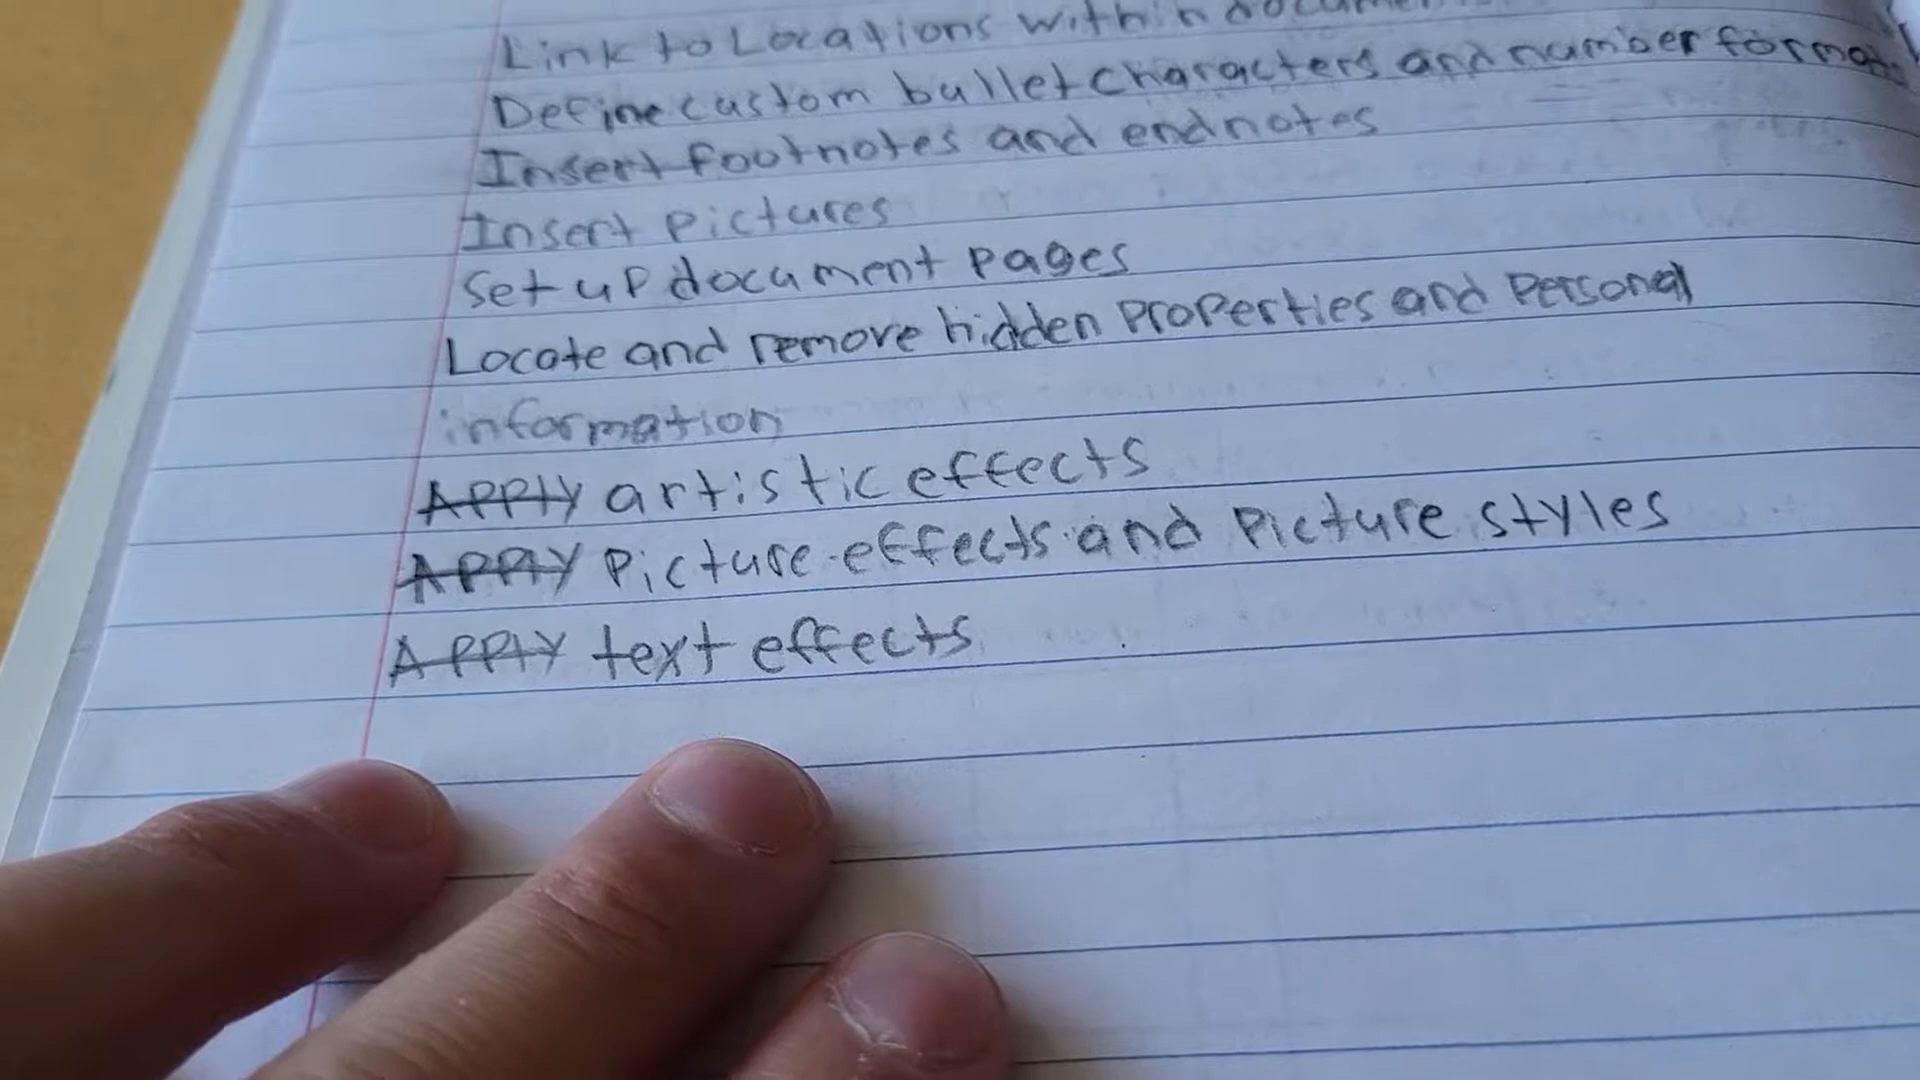 Link to Locations within document
Define custom bullet characters and number format
Insert footnotes and endnotes
Insert pictures
Set up document pages
Locate and remove hidden properties and personal
information
APPly artistic effects
APPly Picture effects and Picture styles
APPly text effects